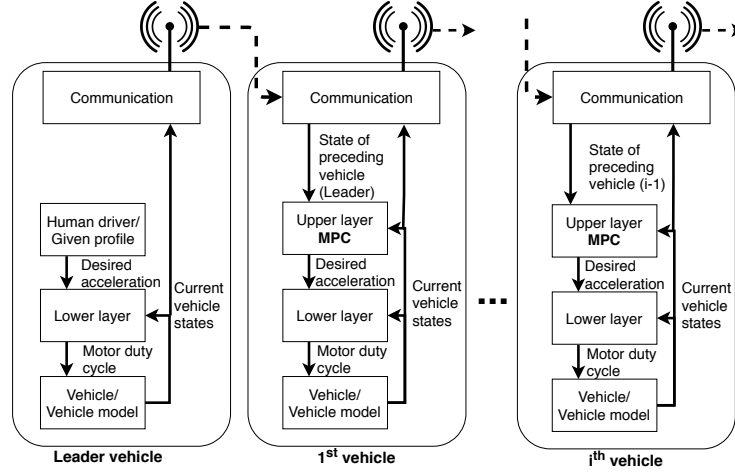 Communication
Human driver/
Given profile
Desired
acceleration
Lower layer
Current
vehicle
states
Motor duty
cycle
Vehicle/
Vehicle model
Leader vehicle
Communication
State of
preceding
vehicle
(Leader)
Upper layer
MPC
Desired
acceleration
Lower layer
Current
vehicle
states
Motor duty
cycle
Vehicle/
Vehicle model
1st vehicle
Communication
State of
preceding
vehicle (i-1)
Upper layer
MPC
Desired
acceleration
Lower layer
Current
vehicle
states
Motor duty
cycle
Vehicle/
Vehicle model
ith vehicle